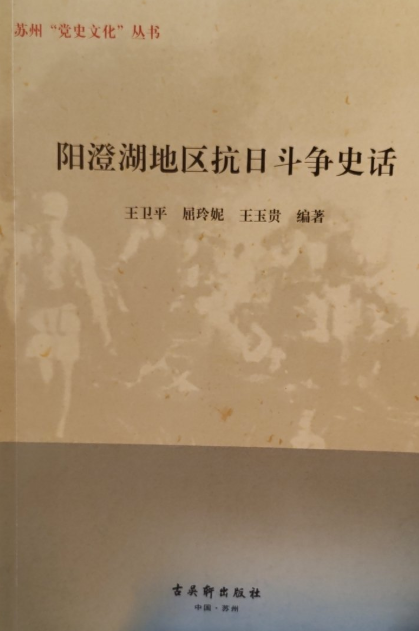 苏州“党史文化”丛书
阳澄湖地区抗日斗争史话
王卫平 屈玲妮 王玉贵 编著
古吴轩出版社
中国·苏州